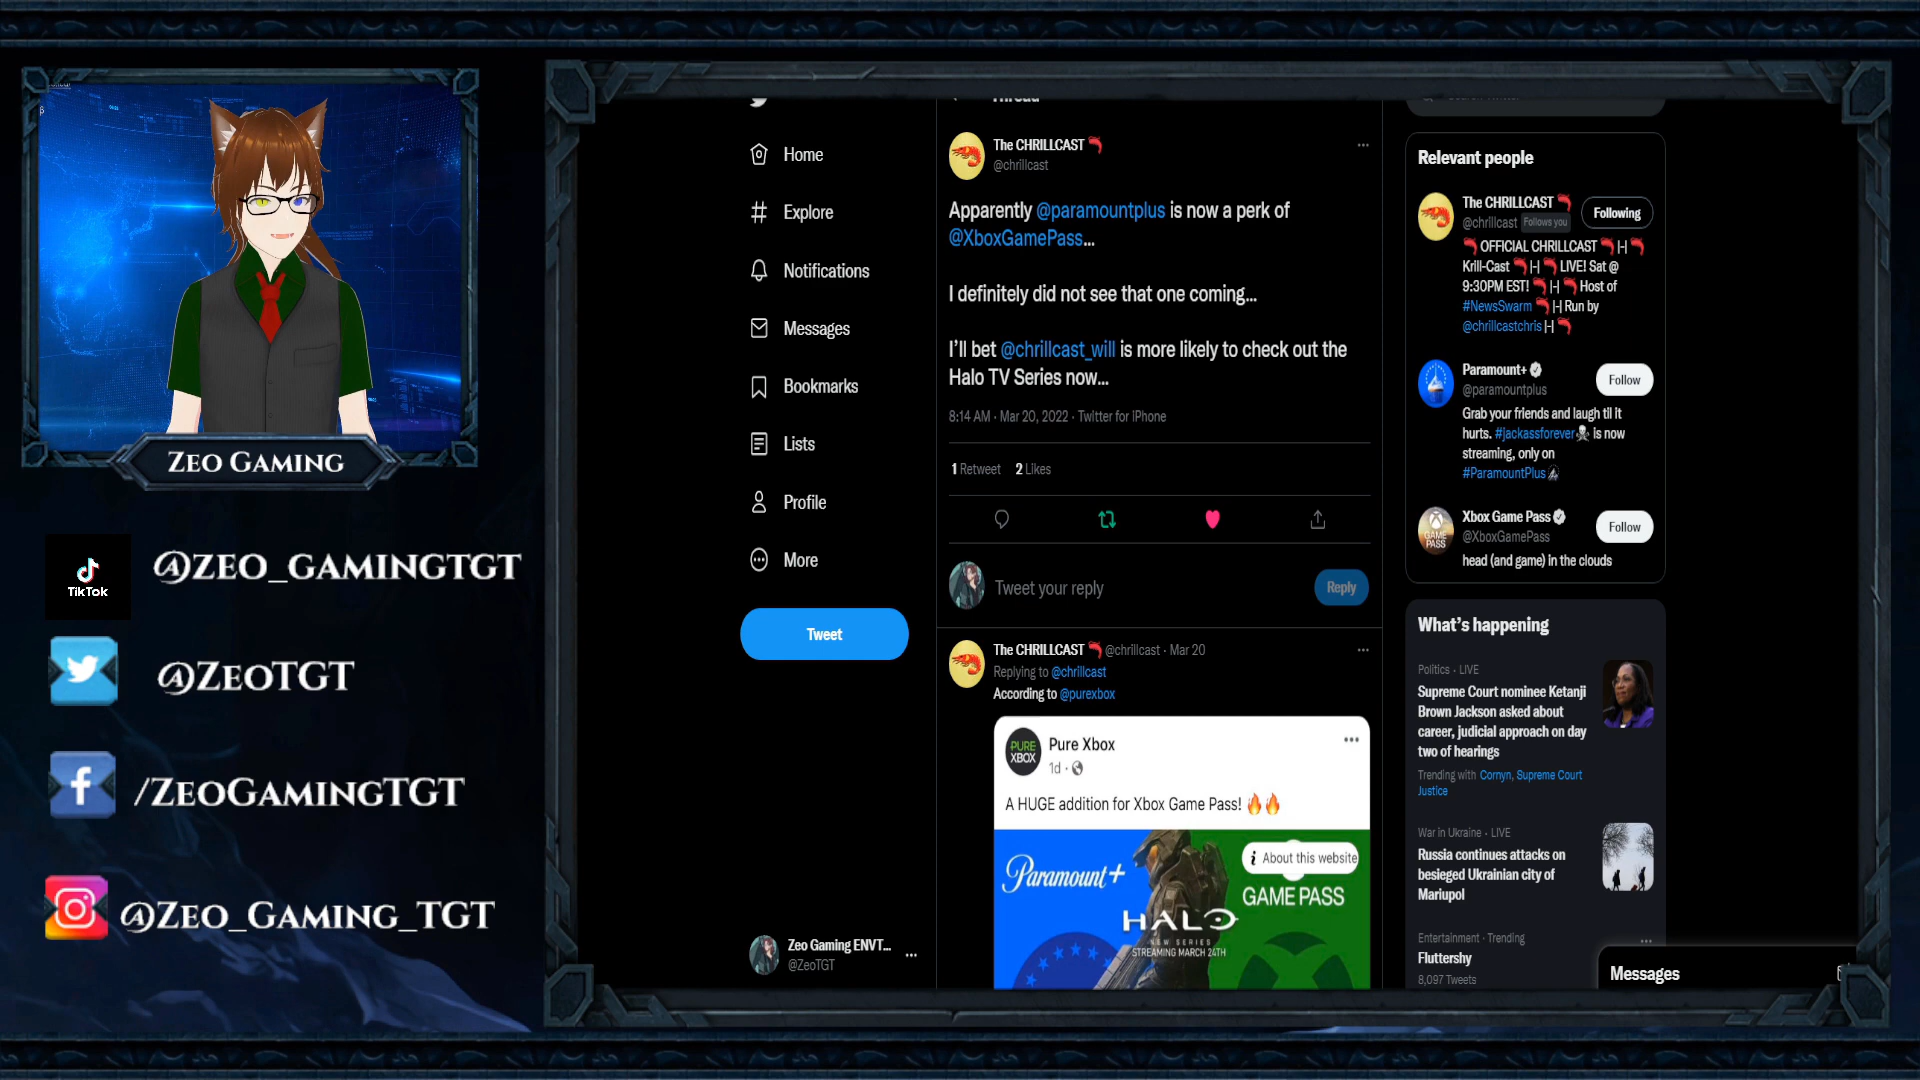 ZEO GAMING
TikTok
@ZEO_GAMINGTGT
@ZEOTGT
/ZEOGAMINGTGT
@ZEO_GAMING_TGT
Home
Explore
Notifications
Messages
Bookmarks
Lists
Profile
More
Tweet
Zeo Gaming ENVT...
@ZeoTGT
Thread
The CHRILLCAST 🦐
@chrillcast
Apparently @paramountplus is now a perk of
@XboxGamePass...
I definitely did not see that one coming...
I'll bet @chrillcast_will is more likely to check out the
Halo TV Series now...
8:14 AM · Mar 20, 2022 · Twitter for iPhone
1 Retweet 2 Likes
Tweet your reply
Reply
The CHRILLCAST 🦐 @chrillcast · Mar 20
Replying to @chrillcast
According to @purexbox
PURE
XBOX
Pure Xbox
1d ·
A HUGE addition for Xbox Game Pass! 🔥🔥
i About this website
Paramount+
GAME PASS
HALO
NEW SERIES
STREAMING MARCH 24TH
Relevant people
The CHRILLCAST 🦐
@chrillcast Follows you
Following
🦐 OFFICIAL CHRILLCAST 🦐 |-| 🦐
Krill-Cast 🦐 |-| 🦐 LIVE! Sat @
9:30PM EST! 🦐 |-| 🦐 Host of
#NewsSwarm 🦐 |-| Run by
@chrillcastchris |-| 🦐
Paramount+
@paramountplus
Follow
Grab your friends and laugh til it
hurts. #jackassforever is now
streaming, only on
#ParamountPlus
GAME
PASS
Xbox Game Pass
@XboxGamePass
Follow
head (and game) in the clouds
What's happening
Politics · LIVE
Supreme Court nominee Ketanji
Brown Jackson asked about
career, judicial approach on day
two of hearings
Trending with Cornyn, Supreme Court
Justice
War in Ukraine · LIVE
Russia continues attacks on
besieged Ukrainian city of
Mariupol
Entertainment · Trending
Fluttershy
8,097 Tweets
Messages